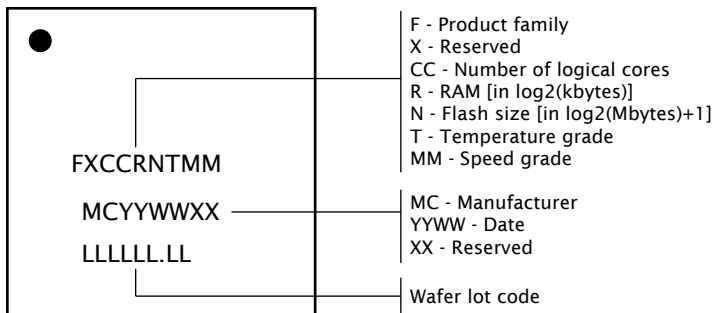 F - Product family
X - Reserved
CC - Number of logical cores
R - RAM [in log2(kbytes)]
N - Flash size [in log2(Mbytes)+1]
T - Temperature grade
MM - Speed grade
FXCCRNTMM
MCYYWWXX
MC - Manufacturer
YYWW - Date
XX - Reserved
LLLLLL.LL
Wafer lot code